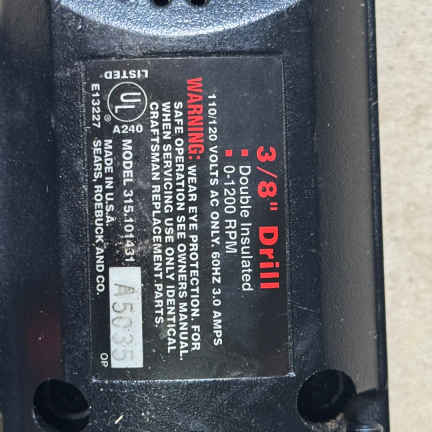 3/8" Drill
▪ Double Insulated
▪ 0-1200 RPM
110/120 VOLTS AC ONLY. 60HZ 3.0 AMPS
WARNING: WEAR EYE PROTECTION. FOR
SAFE OPERATION SEE OWNERS MANUAL.
WHEN SERVICING USE ONLY IDENTICAL
CRAFTSMAN REPLACEMENT PARTS.
UL ®
LISTED
A240
E13227
MODEL 315.101431
MADE IN U.S.A.
SEARS, ROEBUCK AND CO.
A5035
OP